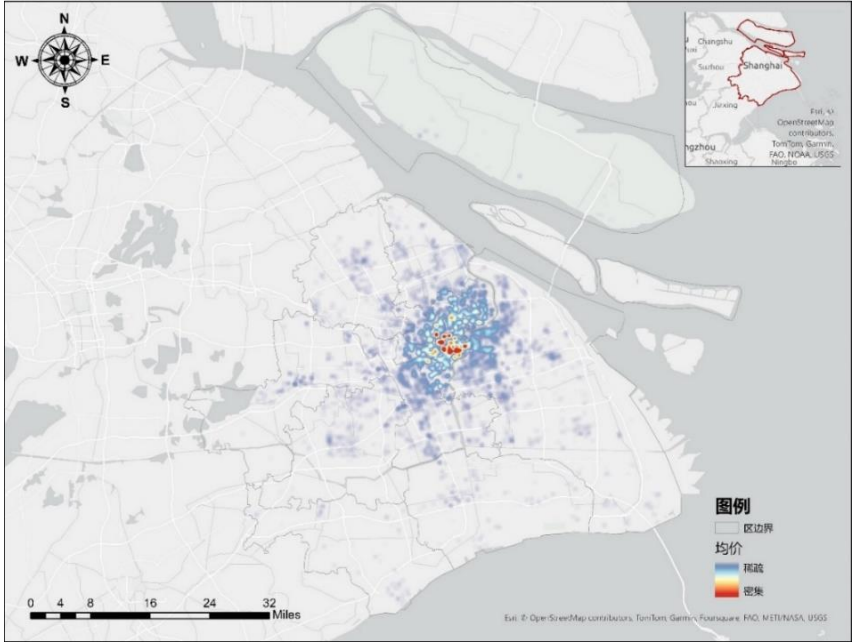 N
W E
S
Changshu
Suzhou
Shanghai
Jiaxing
ngzhou
Shaoxing
Ningbo
Esri, ©
OpenStreetMap
contributors,
TomTom, Garmin,
FAO, NOAA, USGS
图例
区边界
均价
稀疏
密集
0 4 8 16 24 32
Miles
Esri, © OpenStreetMap contributors, TomTom, Garmin, Foursquare, FAO, METI/NASA, USGS